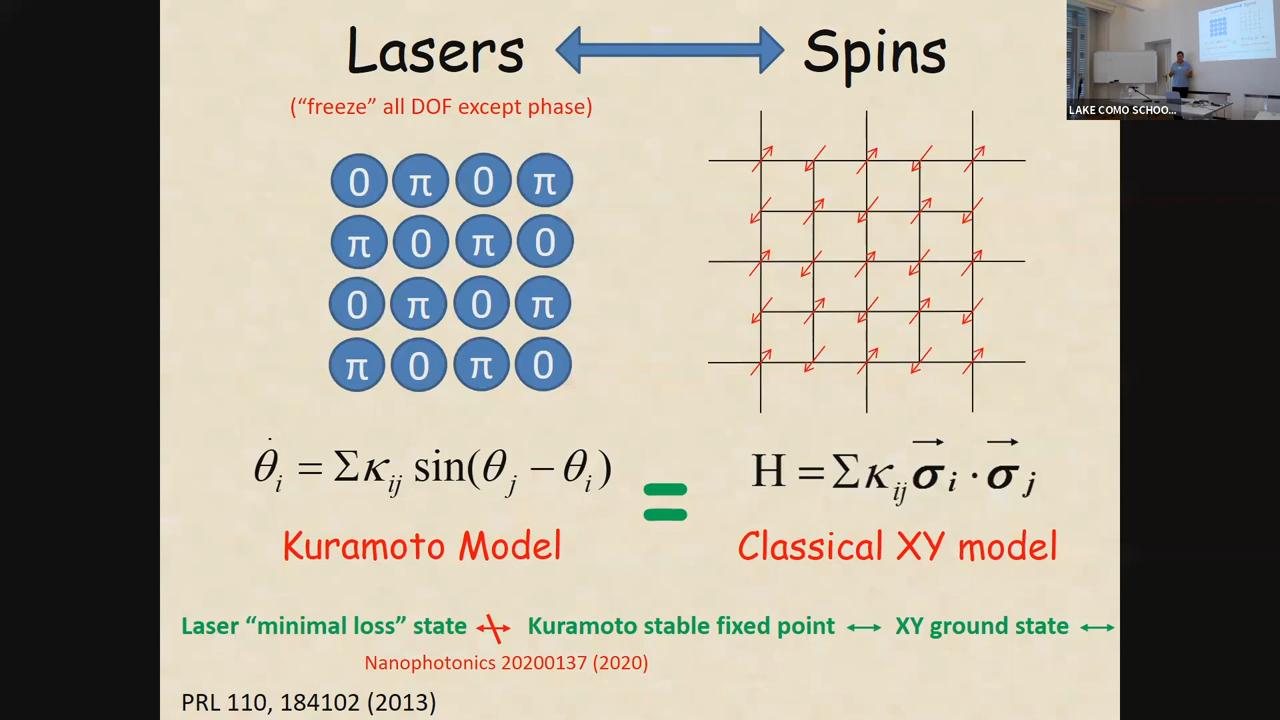 Lasers Spins
("freeze" all DOF except phase)
LAKE COMO SCHOO...
0 π 0 π
π 0 π 0
0 π 0 π
π 0 π 0
θ̇ᵢ = Σκᵢⱼ sin(θⱼ − θᵢ) = H = Σκᵢⱼ σ⃗ᵢ · σ⃗ⱼ
Kuramoto Model Classical XY model
Laser "minimal loss" state Kuramoto stable fixed point XY ground state
Nanophotonics 20200137 (2020)
PRL 110, 184102 (2013)